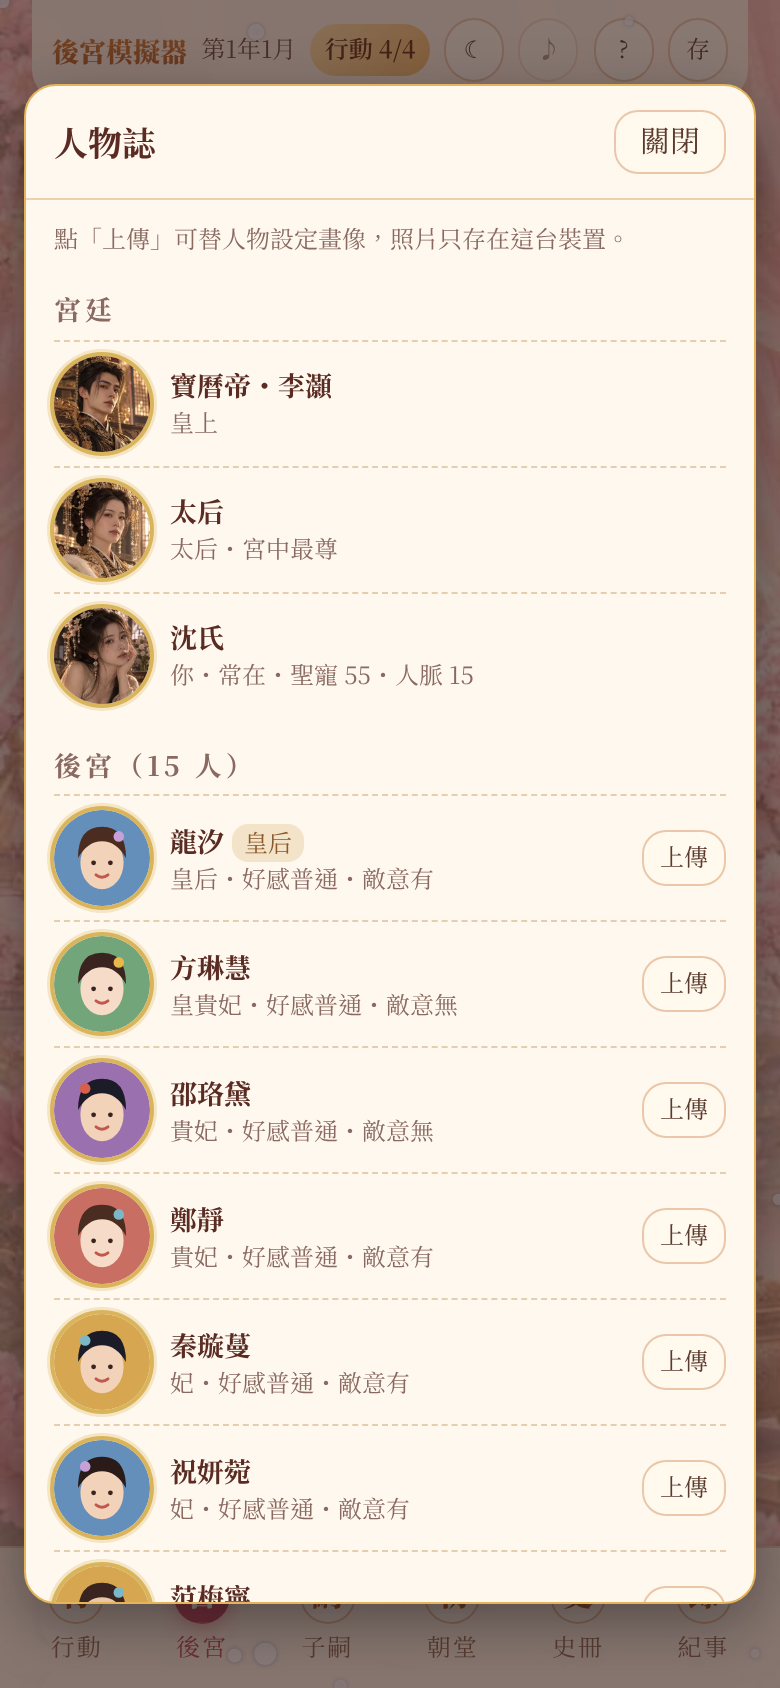 後宮模擬器 第1年1月 行動 4/4 ☾ ♪ ? 存
人物誌 關閉
點「上傳」可替人物設定畫像，照片只存在這台裝置。
宮廷
寶曆帝・李灝
皇上
太后
太后・宮中最尊
沈氏
你・常在・聖寵 55・人脈 15
後宮（15 人）
龍汐 皇后
皇后・好感普通・敵意有
上傳
方琳慧
皇貴妃・好感普通・敵意無
上傳
邵珞黛
貴妃・好感普通・敵意無
上傳
鄭靜
貴妃・好感普通・敵意有
上傳
秦璇蔓
妃・好感普通・敵意有
上傳
祝妍菀
妃・好感普通・敵意有
上傳
范梅寧
行動 後宮 子嗣 朝堂 史冊 紀事